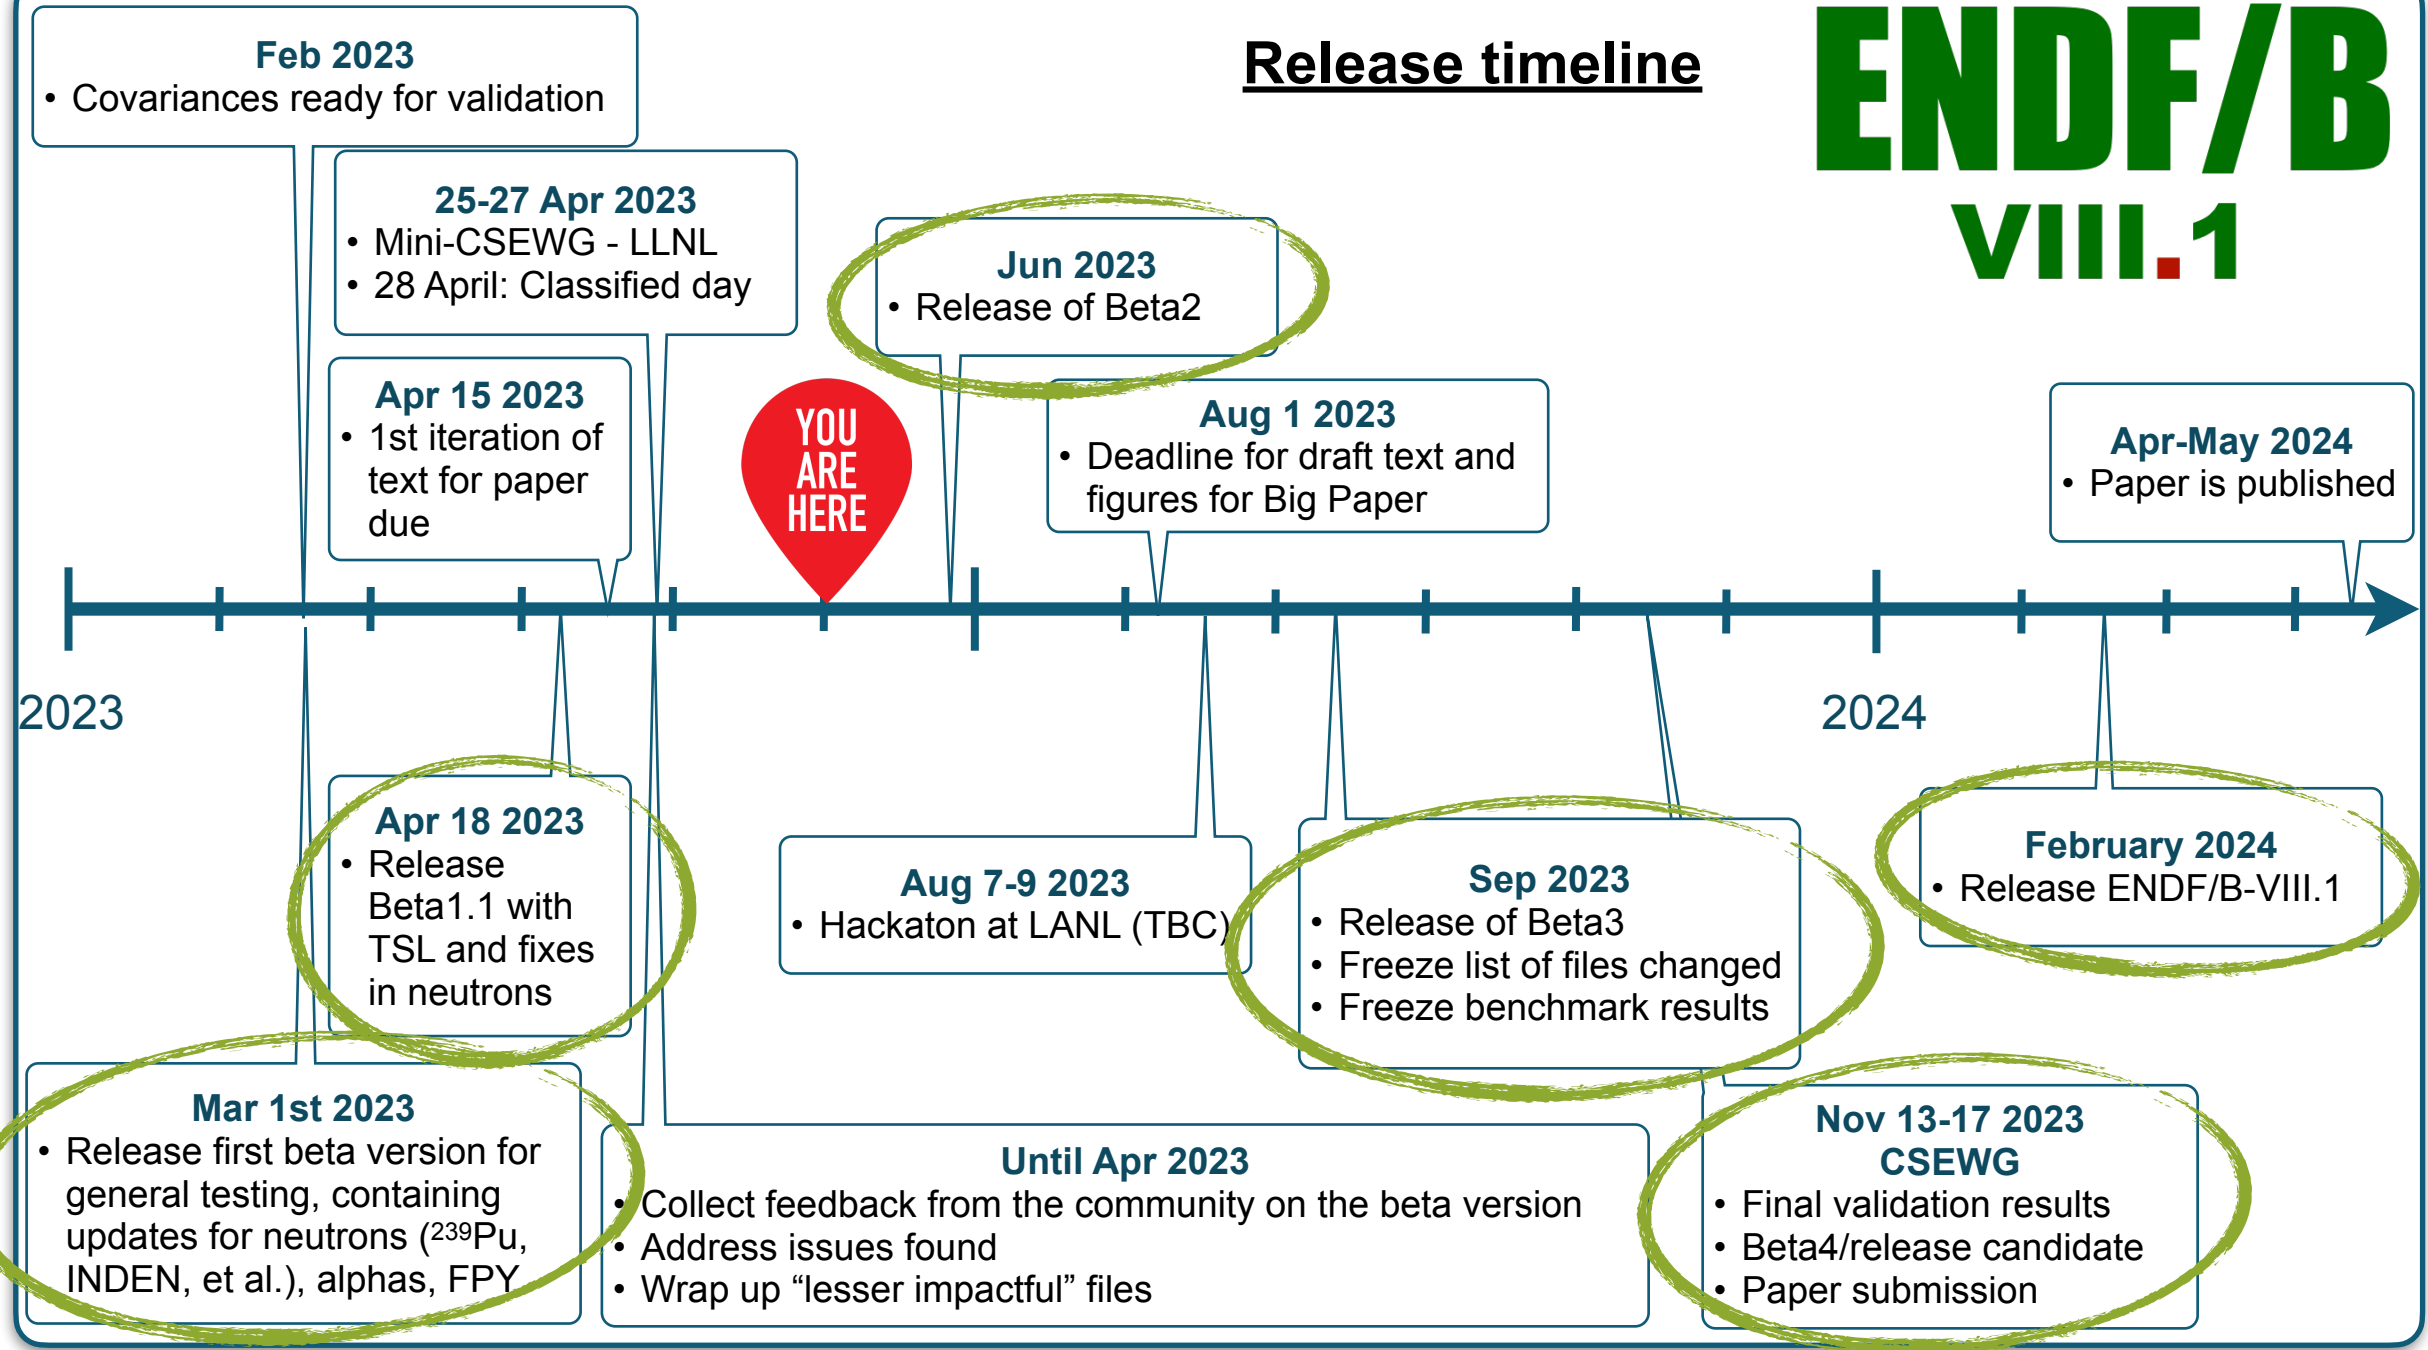 Release timeline
ENDF/B
VIII.1
Feb 2023
• Covariances ready for validation
25-27 Apr 2023
• Mini-CSEWG - LLNL
• 28 April: Classified day
Apr 15 2023
• 1st iteration of
text for paper
due
YOU
ARE
HERE
Jun 2023
• Release of Beta2
Aug 1 2023
• Deadline for draft text and
figures for Big Paper
Apr-May 2024
• Paper is published
2023
2024
Apr 18 2023
• Release
Beta1.1 with
TSL and fixes
in neutrons
Mar 1st 2023
• Release first beta version for
general testing, containing
updates for neutrons (²³⁹Pu,
INDEN, et al.), alphas, FPY
Until Apr 2023
• Collect feedback from the community on the beta version
• Address issues found
• Wrap up “lesser impactful” files
Aug 7-9 2023
• Hackaton at LANL (TBC)
Sep 2023
• Release of Beta3
• Freeze list of files changed
• Freeze benchmark results
Nov 13-17 2023
CSEWG
• Final validation results
• Beta4/release candidate
• Paper submission
February 2024
• Release ENDF/B-VIII.1